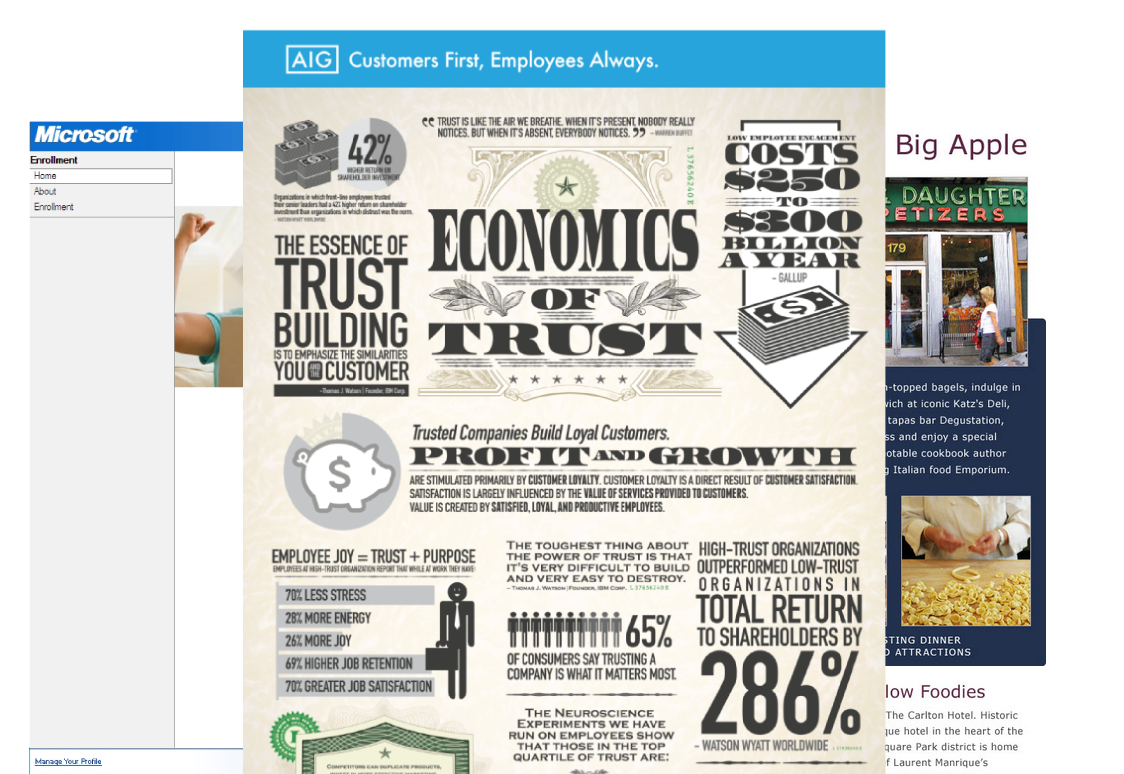 AIG Customers First, Employees Always.
Microsoft
Enrollment
Home
About
Enrollment
Manage Your Profile
42%
HIGHER RETURN ON
SHAREHOLDER INVESTMENT
Organizations in which front-line employees trusted
their senior leaders had a 42% higher return on shareholder
investment than organizations in which distrust was the norm.
- WATSON WYATT WORLDWIDE
THE ESSENCE OF
TRUST
BUILDING
IS TO EMPHASIZE THE SIMILARITIES
YOU AND THE CUSTOMER
-Thomas J. Watson | Founder, IBM Corp.
“ TRUST IS LIKE THE AIR WE BREATHE. WHEN IT'S PRESENT, NOBODY REALLY
NOTICES. BUT WHEN IT'S ABSENT, EVERYBODY NOTICES. ” – WARREN BUFFET
L 37656240 E
ECONOMICS
OF
TRUST
LOW EMPLOYEE ENGAGEMENT
COSTS
$250
TO
$300
BILLION
A YEAR
- GALLUP
Trusted Companies Build Loyal Customers.
PROFIT AND GROWTH
ARE STIMULATED PRIMARILY BY CUSTOMER LOYALTY. CUSTOMER LOYALTY IS A DIRECT RESULT OF CUSTOMER SATISFACTION.
SATISFACTION IS LARGELY INFLUENCED BY THE VALUE OF SERVICES PROVIDED TO CUSTOMERS.
VALUE IS CREATED BY SATISFIED, LOYAL, AND PRODUCTIVE EMPLOYEES.
EMPLOYEE JOY = TRUST + PURPOSE
EMPLOYEES AT HIGH-TRUST ORGANIZATION REPORT THAT WHILE AT WORK THEY HAVE:
70% LESS STRESS
28% MORE ENERGY
26% MORE JOY
69% HIGHER JOB RETENTION
70% GREATER JOB SATISFACTION
COMPETITORS CAN DUPLICATE PRODUCTS,
THE TOUGHEST THING ABOUT
THE POWER OF TRUST IS THAT
IT'S VERY DIFFICULT TO BUILD
AND VERY EASY TO DESTROY.
- THOMAS J. WATSON | FOUNDER, IBM CORP. L 37656240 E
65%
OF CONSUMERS SAY TRUSTING A
COMPANY IS WHAT IT MATTERS MOST.
THE NEUROSCIENCE
EXPERIMENTS WE HAVE
RUN ON EMPLOYEES SHOW
THAT THOSE IN THE TOP
QUARTILE OF TRUST ARE:
HIGH-TRUST ORGANIZATIONS
OUTPERFORMED LOW-TRUST
ORGANIZATIONS IN
TOTAL RETURN
TO SHAREHOLDERS BY
286%
- WATSON WYATT WORLDWIDE
Big Apple
DAUGHTER
PETIZERS
179
n-topped bagels, indulge in
wich at iconic Katz's Deli,
tapas bar Degustation,
ss and enjoy a special
otable cookbook author
g Italian food Emporium.
STING DINNER
D ATTRACTIONS
low Foodies
The Carlton Hotel. Historic
que hotel in the heart of the
quare Park district is home
of Laurent Manrique's